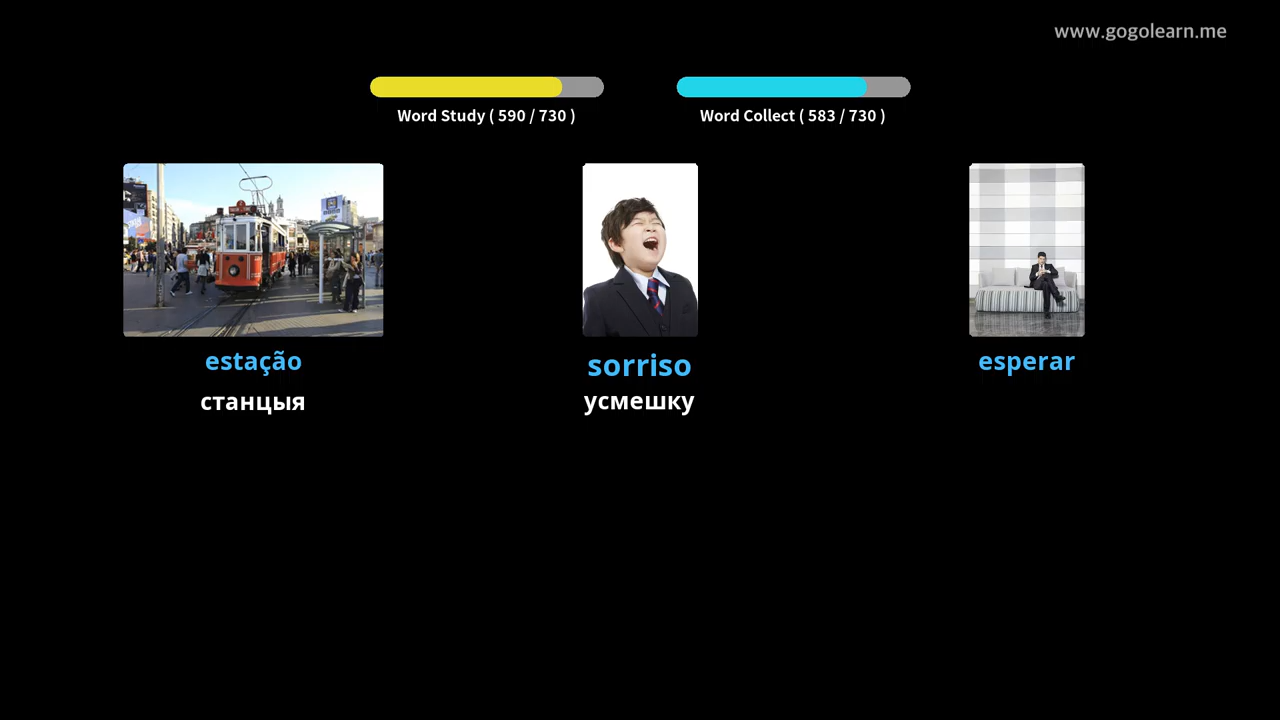 www.gogolearn.me
Word Study ( 590 / 730 )
Word Collect ( 583 / 730 )
estação
sorriso
esperar
станцыя
усмешку